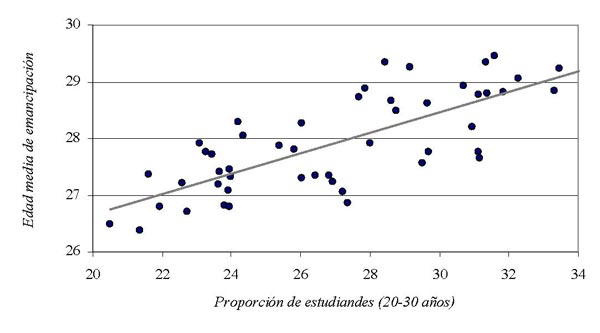 30
29
28
27
26
Edad media de emancipación
20 22 24 26 28 30 32 34
Proporción de estudiandes (20-30 años)